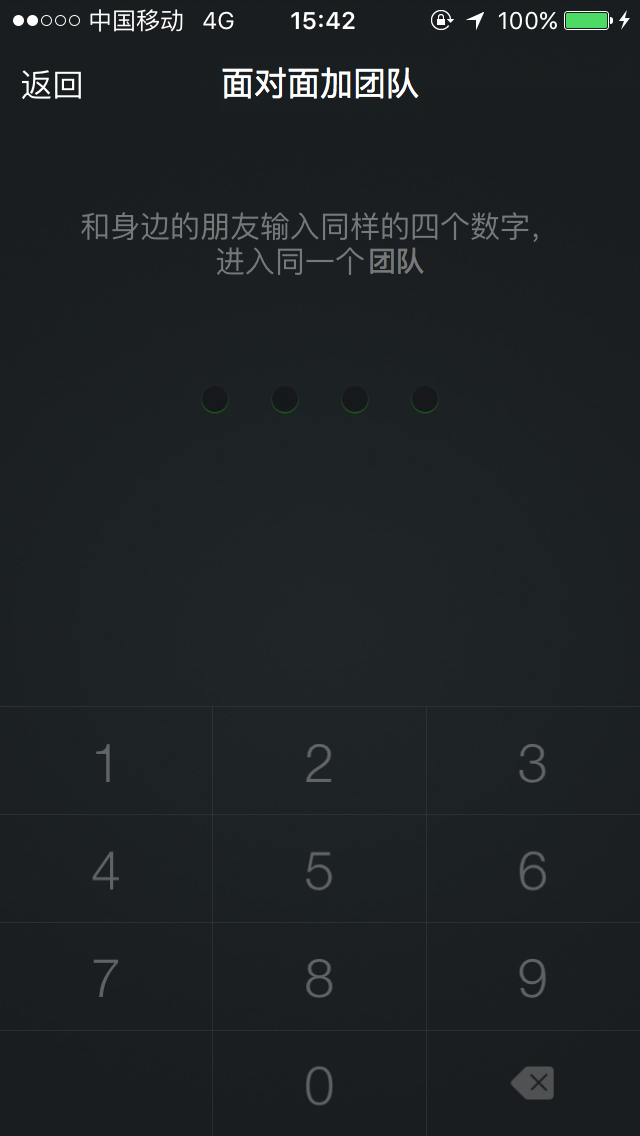 中国移动 4G 15:42 100%
返回 面对面加团队
和身边的朋友输入同样的四个数字,
进入同一个团队
1 2 3
4 5 6
7 8 9
0